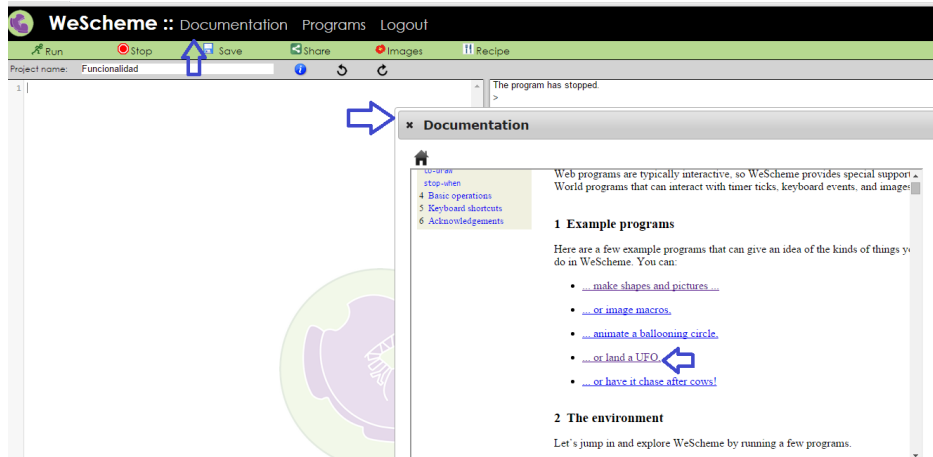 WeScheme :: Documentation Programs Logout
Run Stop Save Share Images Recipe
Project name: Funcionalidad
1
The program has stopped.
>
× Documentation
to-draw
stop-when
4 Basic operations
5 Keyboard shortcuts
6 Acknowledgements
Web programs are typically interactive, so WeScheme provides special support
World programs that can interact with timer ticks, keyboard events, and images
1 Example programs
Here are a few example programs that can give an idea of the kinds of things
do in WeScheme. You can:
... make shapes and pictures ...
... or image macros,
... animate a ballooning circle,
... or land a UFO,
... or have it chase after cows!
2 The environment
Let's jump in and explore WeScheme by running a few programs.